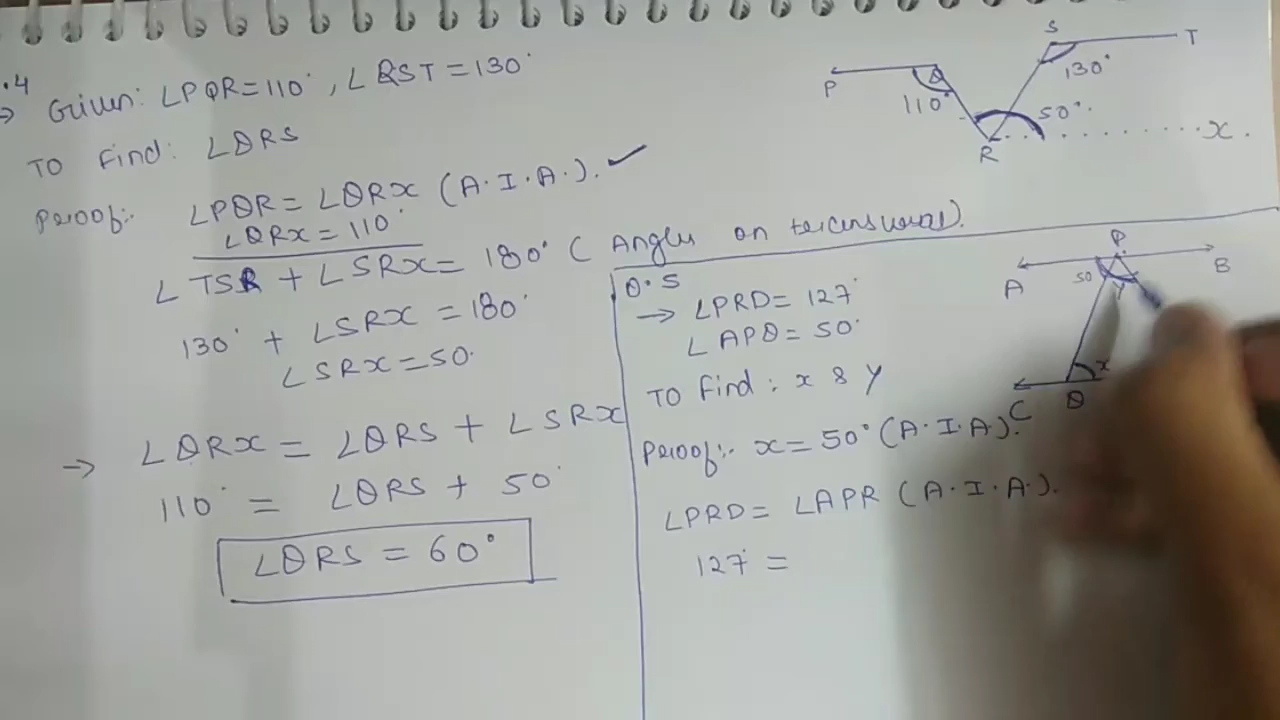 .4
→ Given: ∠PQR=110°, ∠QST=130°
To Find: ∠QRS
Proof:- ∠PQR = ∠QRX (A.I.A.). ✓
∠QRX = 110°
∠TSR + ∠SRX = 180° (Angles on
130° + ∠SRX = 180°
∠SRX = 50°
→ ∠QRX = ∠QRS + ∠SRX
110° = ∠QRS + 50°
∠QRS = 60°
P
Q
110°
S
T
130°
50°
R
X
Q.5
→ ∠PRD = 127°
∠APQ = 50°
To Find: x & y
Proof:- x = 50° (A.I.A).
∠PRD = ∠APR (A.I.A.).
127° =
P
A
B
50
y
x
C
Q